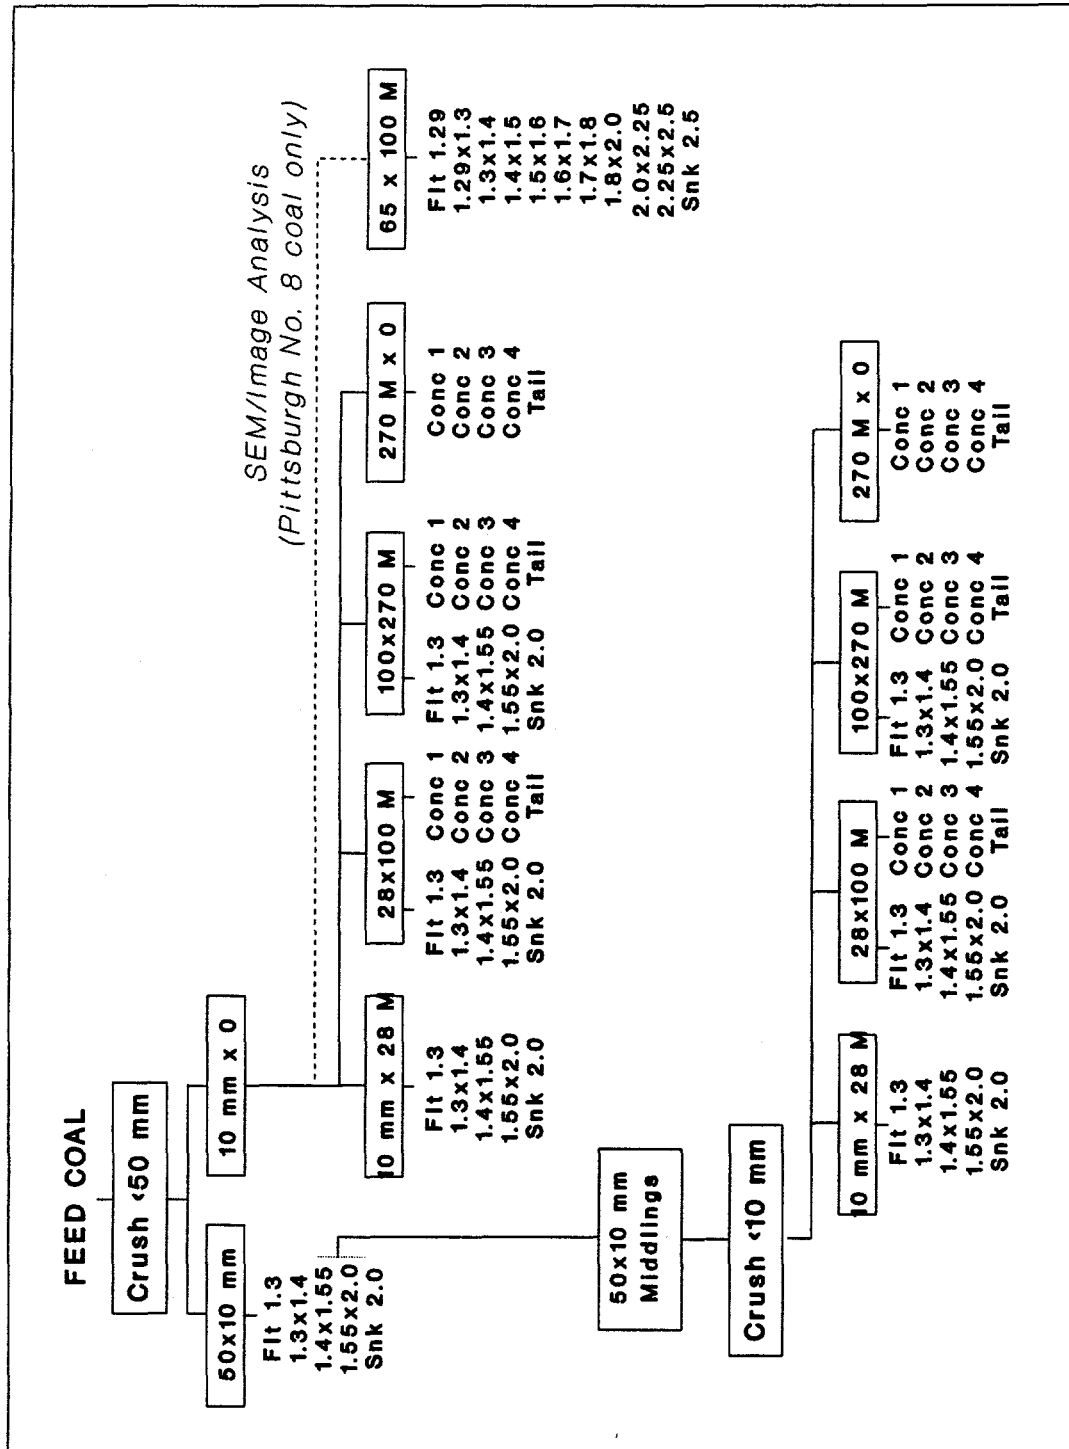 FEED COAL
Crush <50 mm
50x10 mm
Flt 1.3
1.3x1.4
1.4x1.55
1.55x2.0
Snk 2.0
10 mm x 0
SEM/Image Analysis
(Pittsburgh No. 8 coal only)
10 mm x 28 M
Flt 1.3
1.3x1.4
1.4x1.55
1.55x2.0
Snk 2.0
28x100 M
Flt 1.3 Conc 1
1.3x1.4 Conc 2
1.4x1.55 Conc 3
1.55x2.0 Conc 4
Snk 2.0 Tail
100x270 M
Flt 1.3 Conc 1
1.3x1.4 Conc 2
1.4x1.55 Conc 3
1.55x2.0 Conc 4
Snk 2.0 Tail
270 M x 0
Conc 1
Conc 2
Conc 3
Conc 4
Tail
65 x 100 M
Flt 1.29
1.29x1.3
1.3x1.4
1.4x1.5
1.5x1.6
1.6x1.7
1.7x1.8
1.8x2.0
2.0x2.25
2.25x2.5
Snk 2.5
50x10 mm
Middlings
Crush <10 mm
10 mm x 28 M
Flt 1.3
1.3x1.4
1.4x1.55
1.55x2.0
Snk 2.0
28x100 M
Flt 1.3 Conc 1
1.3x1.4 Conc 2
1.4x1.55 Conc 3
1.55x2.0 Conc 4
Snk 2.0 Tail
100x270 M
Flt 1.3 Conc 1
1.3x1.4 Conc 2
1.4x1.55 Conc 3
1.55x2.0 Conc 4
Snk 2.0 Tail
270 M x 0
Conc 1
Conc 2
Conc 3
Conc 4
Tail